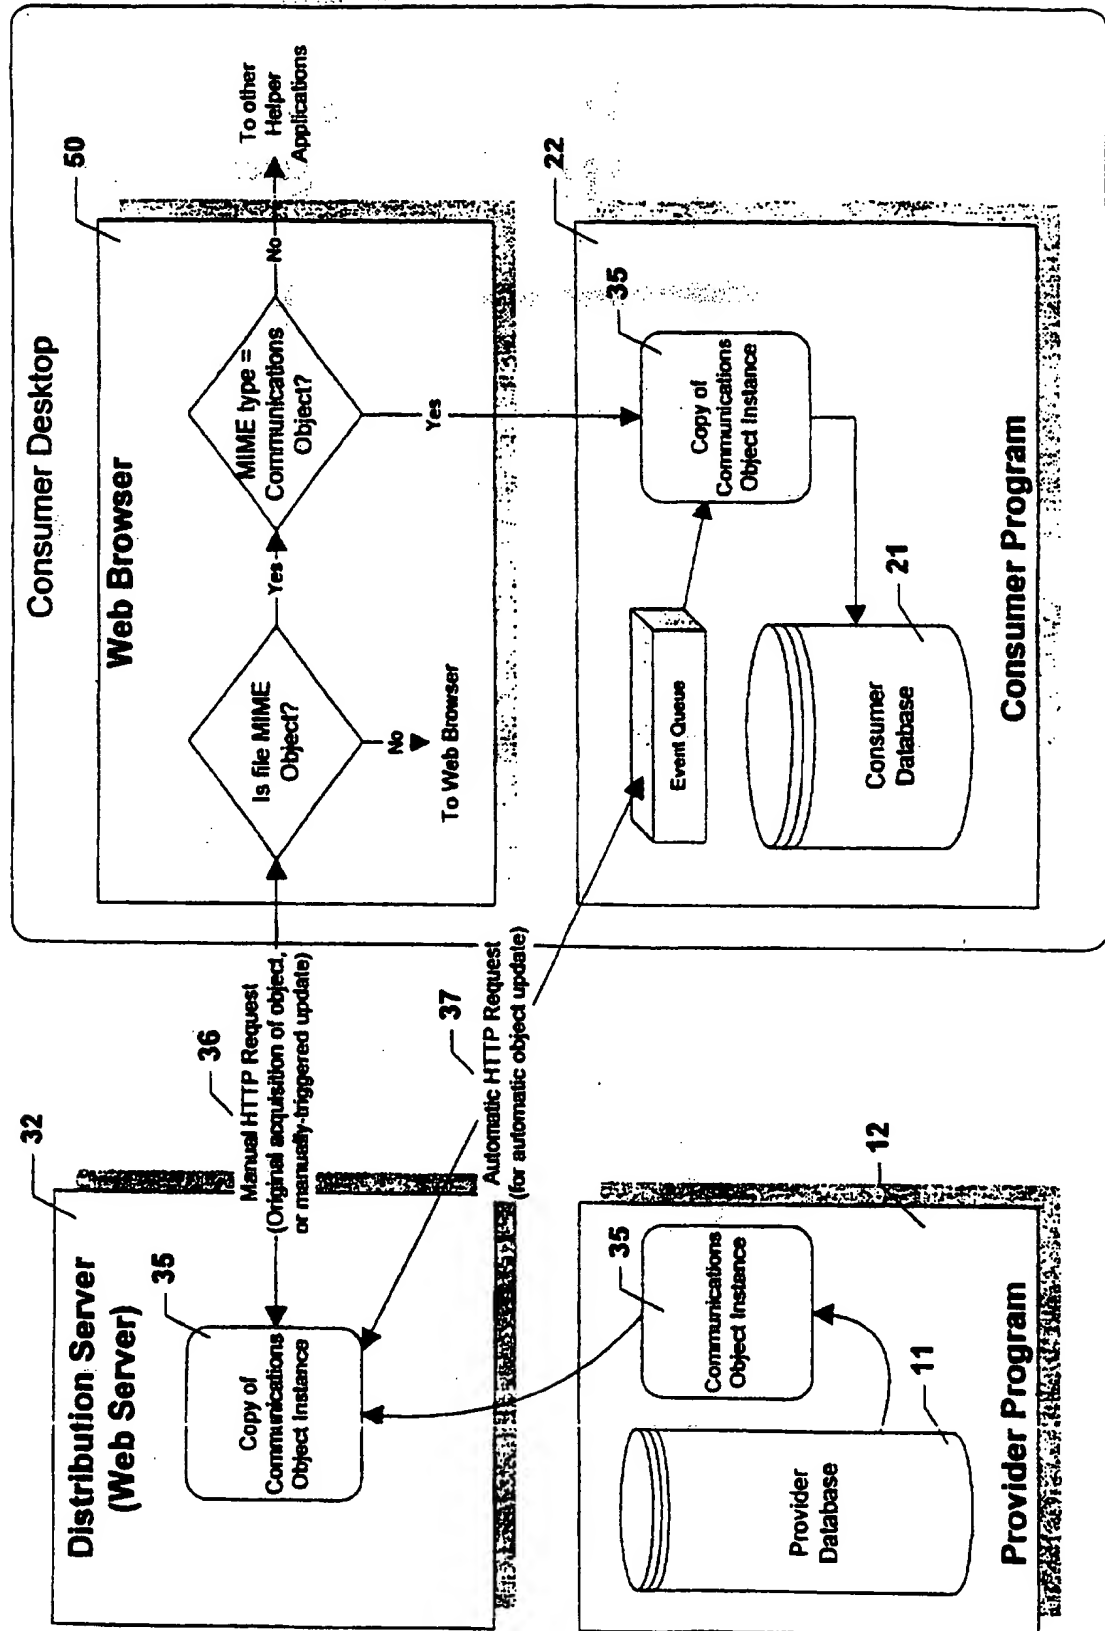 Consumer Desktop
32
Distribution Server
(Web Server)
35
Copy of
Communications
Object Instance
36
Manual HTTP Request
(Original acquisition of object,
or manually-triggered update)
37
Automatic HTTP Request
(for automatic object update)
50
Web Browser
Is file MIME
Object?
Yes
No
To Web Browser
MIME type =
Communications
Object?
No
To other
Helper
Applications
Yes
12
35
Communications
Object Instance
11
Provider
Database
Provider Program
22
35
Copy of
Communications
Object Instance
Event Queue
21
Consumer
Database
Consumer Program